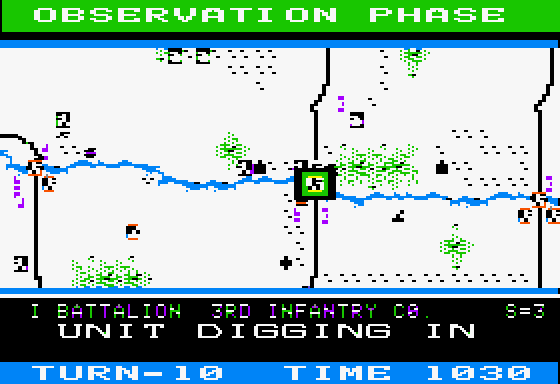 OBSERVATION PHASE
I BATTALION 3RD INFANTRY CO. S=3
UNIT DIGGING IN
TURN-10 TIME 1030